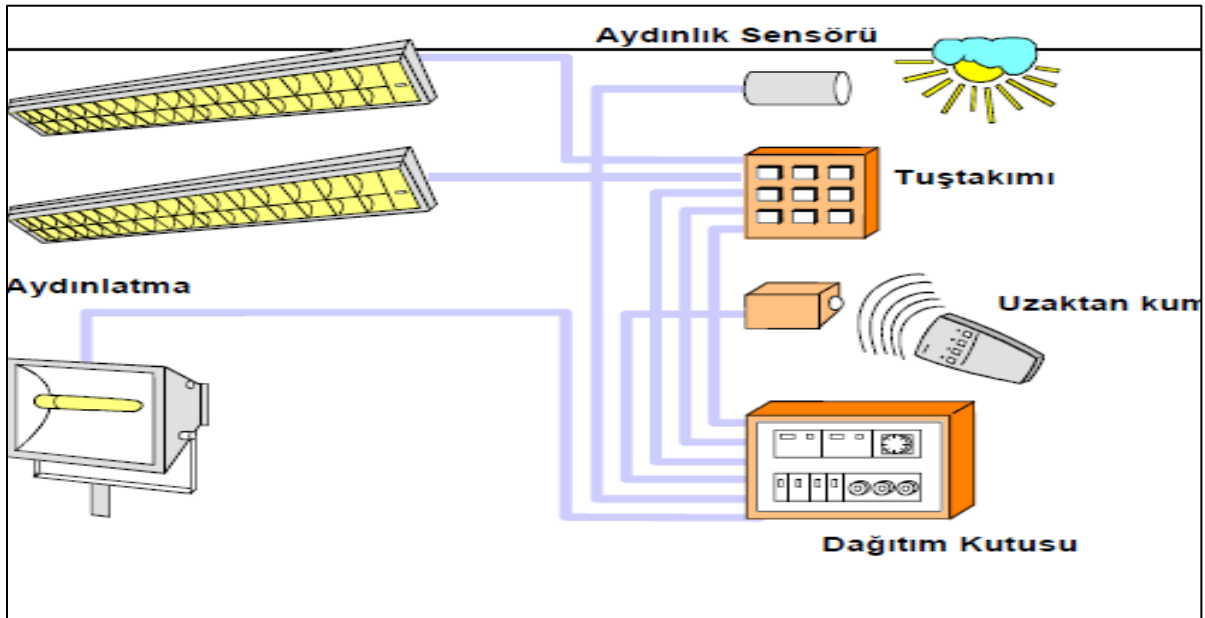 Aydınlık Sensörü
Tuştakımı
Aydınlatma
Uzaktan kum
Dağıtım Kutusu